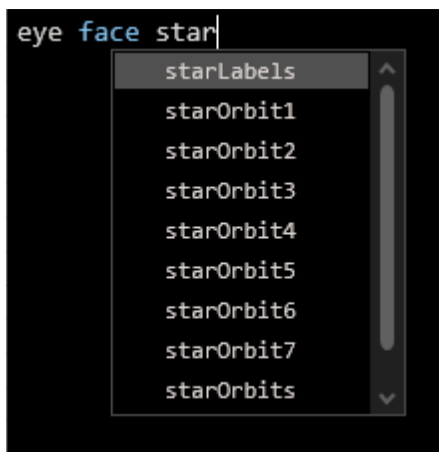 eye face star
starLabels
starOrbit1
starOrbit2
starOrbit3
starOrbit4
starOrbit5
starOrbit6
starOrbit7
starOrbits